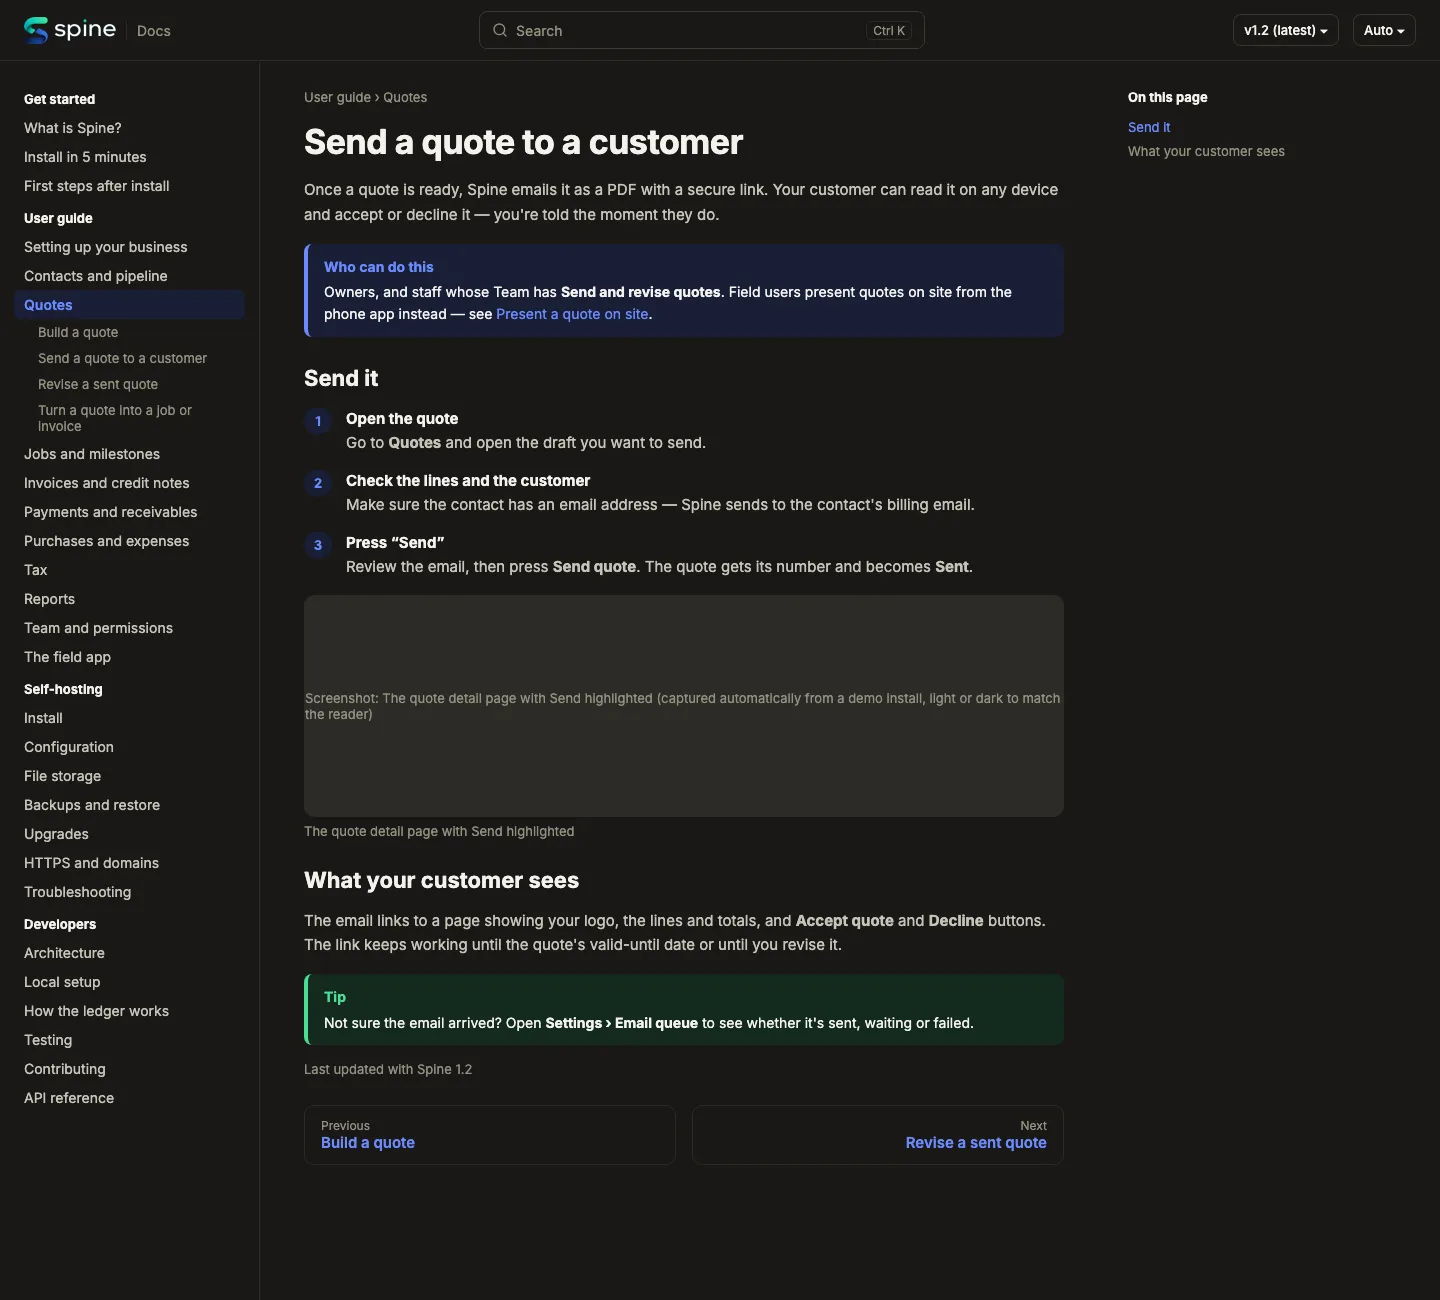 spine Docs
Search
Ctrl K
v1.2 (latest)
Auto
Get started
What is Spine?
Install in 5 minutes
First steps after install
User guide
Setting up your business
Contacts and pipeline
Quotes
Build a quote
Send a quote to a customer
Revise a sent quote
Turn a quote into a job or
invoice
Jobs and milestones
Invoices and credit notes
Payments and receivables
Purchases and expenses
Tax
Reports
Team and permissions
The field app
Self-hosting
Install
Configuration
File storage
Backups and restore
Upgrades
HTTPS and domains
Troubleshooting
Developers
Architecture
Local setup
How the ledger works
Testing
Contributing
API reference
User guide › Quotes
Send a quote to a customer
Once a quote is ready, Spine emails it as a PDF with a secure link. Your customer can read it on any device
and accept or decline it — you're told the moment they do.
Who can do this
Owners, and staff whose Team has Send and revise quotes. Field users present quotes on site from the
phone app instead — see Present a quote on site.
Send it
1 Open the quote
Go to Quotes and open the draft you want to send.
2 Check the lines and the customer
Make sure the contact has an email address — Spine sends to the contact's billing email.
3 Press “Send”
Review the email, then press Send quote. The quote gets its number and becomes Sent.
Screenshot: The quote detail page with Send highlighted (captured automatically from a demo install, light or dark to match
the reader)
The quote detail page with Send highlighted
What your customer sees
The email links to a page showing your logo, the lines and totals, and Accept quote and Decline buttons.
The link keeps working until the quote's valid-until date or until you revise it.
Tip
Not sure the email arrived? Open Settings › Email queue to see whether it's sent, waiting or failed.
Last updated with Spine 1.2
Previous
Build a quote
Next
Revise a sent quote
On this page
Send it
What your customer sees